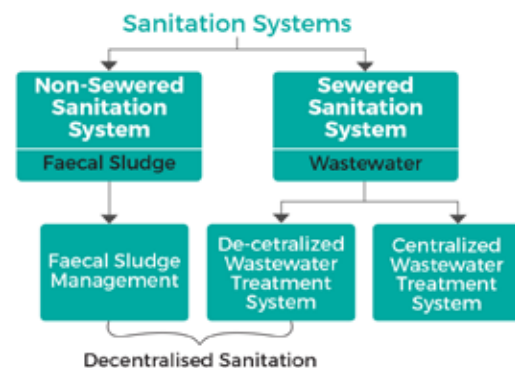 Sanitation Systems
Non-Sewered
Sanitation
System
Faecal Sludge
Sewered
Sanitation
System
Wastewater
Faecal Sludge
Management
De-cetralized
Wastewater
Treatment
System
Centralized
Wastewater
Treatment
System
Decentralised Sanitation